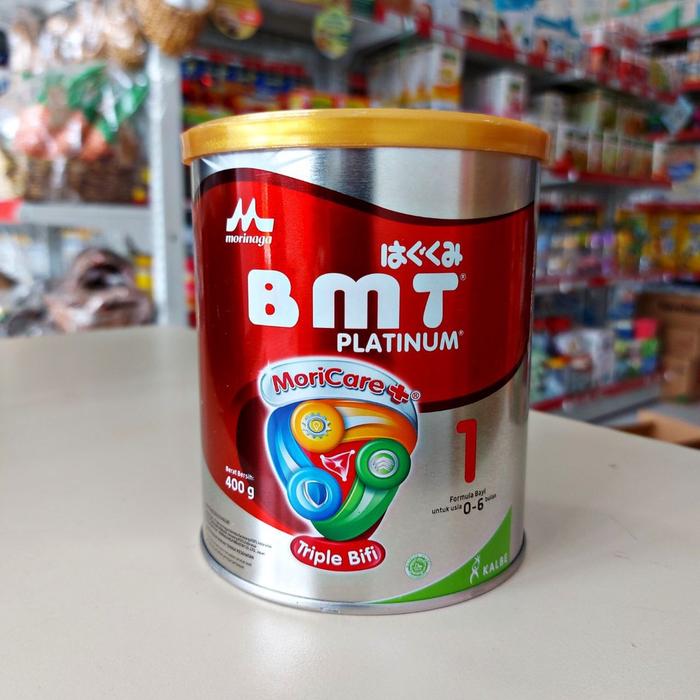 morinaga
はぐくみ
BMT®
PLATINUM®
MoriCare+®
1
Formula Bayi
untuk usia 0-6 bulan
Berat Bersih:
400 g
Triple Bifi
KALBE